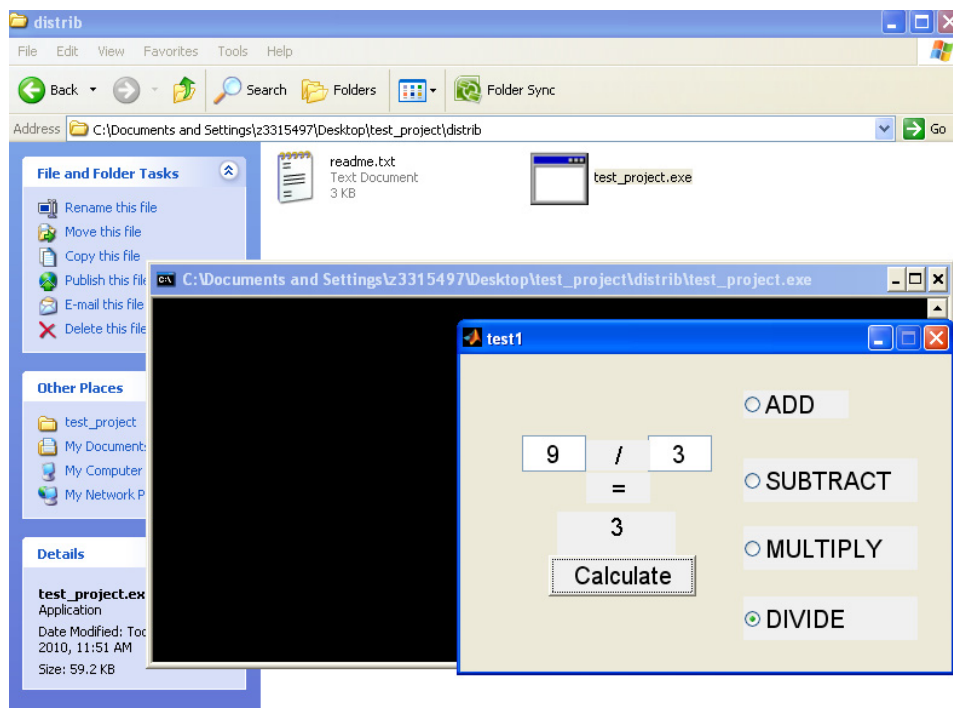 distrib
File Edit View Favorites Tools Help
Back Search Folders Folder Sync
Address C:\Documents and Settings\z3315497\Desktop\test_project\distrib Go
File and Folder Tasks
Rename this file
Move this file
Copy this file
Publish this file
E-mail this file
Delete this file
Other Places
test_project
My Documents
My Computer
My Network P
Details
test_project.ex
Application
Date Modified: Tod
2010, 11:51 AM
Size: 59.2 KB
readme.txt
Text Document
3 KB
test_project.exe
C:\Documents and Settings\z3315497\Desktop\test_project\distrib\test_project.exe
test1
9 / 3
=
3
Calculate
ADD
SUBTRACT
MULTIPLY
DIVIDE